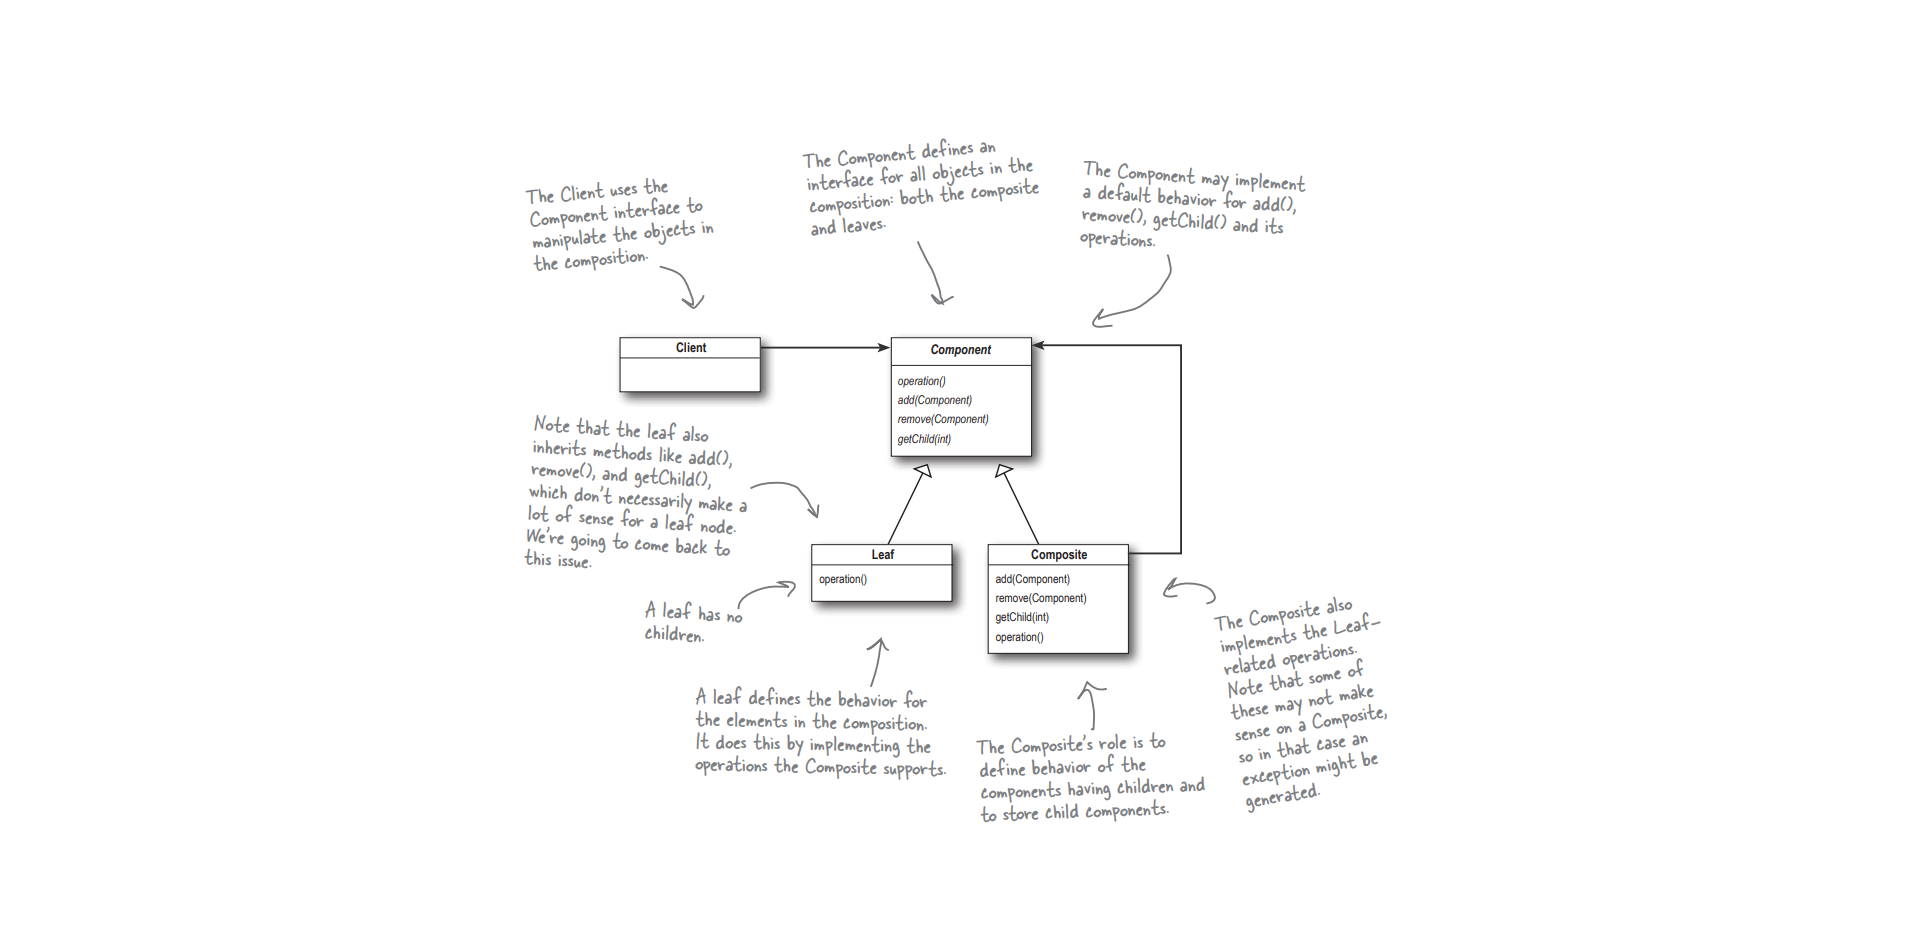 The Client uses the
Component interface to
manipulate the objects in
the composition.
The Component defines an
interface for all objects in the
composition: both the composite
and leaves.
The Component may implement
a default behavior for add(),
remove(), getChild() and its
operations.
Client
Component
operation()
add(Component)
remove(Component)
getChild(int)
Note that the leaf also
inherits methods like add(),
remove(), and getChild(),
which don't necessarily make a
lot of sense for a leaf node.
We're going to come back to
this issue.
Leaf
operation()
Composite
add(Component)
remove(Component)
getChild(int)
operation()
A leaf has no
children.
A leaf defines the behavior for
the elements in the composition.
It does this by implementing the
operations the Composite supports.
The Composite's role is to
define behavior of the
components having children and
to store child components.
The Composite also
implements the Leaf-
related operations.
Note that some of
these may not make
sense on a Composite,
so in that case an
exception might be
generated.